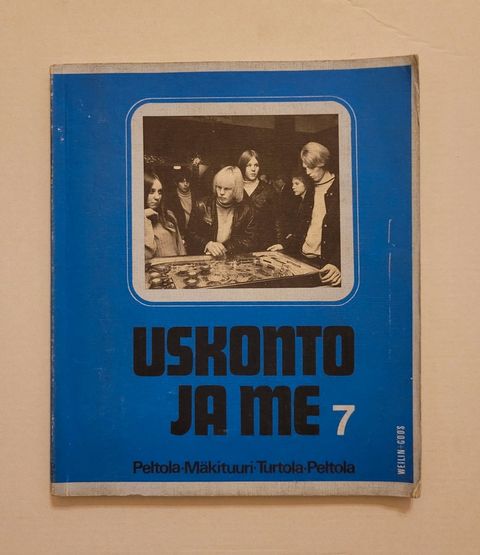 USKONTO
JA ME 7
Peltola·Mäkituuri·Turtola·Peltola
WEILIN+GÖÖS